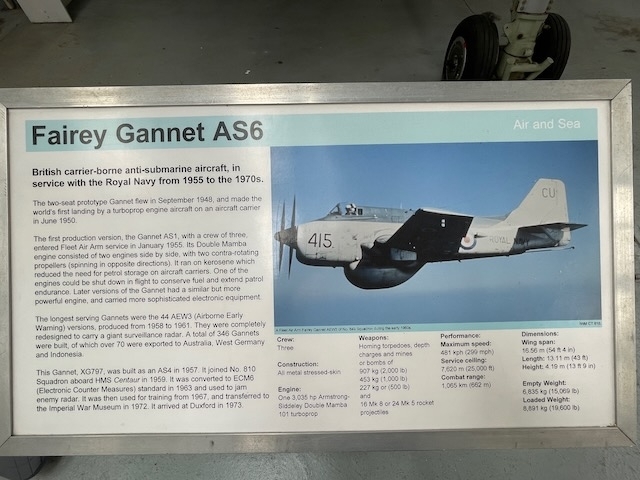 Fairey Gannet AS6
Air and Sea
British carrier-borne anti-submarine aircraft, in
service with the Royal Navy from 1955 to the 1970s.
The two-seat prototype Gannet flew in September 1948, and made the
world's first landing by a turboprop engine aircraft on an aircraft carrier
in June 1950.
The first production version, the Gannet AS1, with a crew of three,
entered Fleet Air Arm service in January 1955. Its Double Mamba
engine consisted of two engines side by side, with two contra-rotating
propellers (spinning in opposite directions). It ran on kerosene which
reduced the need for petrol storage on aircraft carriers. One of the
engines could be shut down in flight to conserve fuel and extend patrol
endurance. Later versions of the Gannet had a similar but more
powerful engine, and carried more sophisticated electronic equipment.
The longest serving Gannets were the 44 AEW3 (Airborne Early
Warning) versions, produced from 1958 to 1961. They were completely
redesigned to carry a giant surveillance radar. A total of 346 Gannets
were built, of which over 70 were exported to Australia, West Germany
and Indonesia.
This Gannet, XG797, was built as an AS4 in 1957. It joined No. 810
Squadron aboard HMS Centaur in 1959. It was converted to ECM6
(Electronic Counter Measures) standard in 1963 and used to jam
enemy radar. It was then used for training from 1967, and transferred to
the Imperial War Museum in 1972. It arrived at Duxford in 1973.
415
CU
ROYAL
Crew:
Three
Construction:
All metal stressed-skin
Engine:
One 3,035 hp Armstrong-
Siddeley Double Mamba
101 turboprop
Weapons:
Homing torpedoes, depth
charges and mines
or bombs of
907 kg (2,000 lb)
453 kg (1,000 lb)
227 kg or (500 lb)
and
16 Mk 8 or 24 Mk 5 rocket
projectiles
Performance:
Maximum speed:
481 kph (299 mph)
Service ceiling:
7,620 m (25,000 ft)
Combat range:
1,065 km (662 m)
Dimensions:
Wing span:
16.56 m (54 ft 4 in)
Length: 13.11 m (43 ft)
Height: 4.19 m (13 ft 9 in)
Empty Weight:
6,835 kg (15,069 lb)
Loaded Weight:
8,891 kg (19,600 lb)